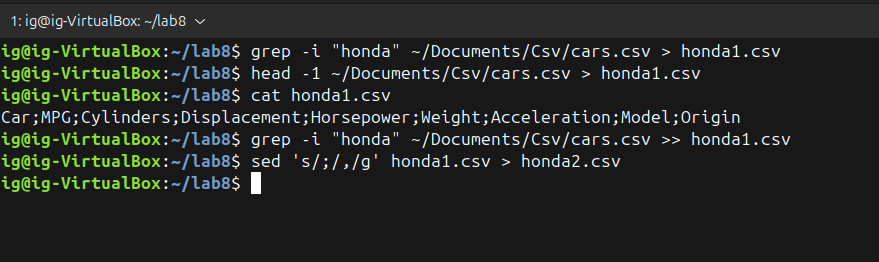 1: ig@ig-VirtualBox: ~/lab8
ig@ig-VirtualBox:~/lab8$ grep -i "honda" ~/Documents/Csv/cars.csv > honda1.csv
ig@ig-VirtualBox:~/lab8$ head -1 ~/Documents/Csv/cars.csv > honda1.csv
ig@ig-VirtualBox:~/lab8$ cat honda1.csv
Car;MPG;Cylinders;Displacement;Horsepower;Weight;Acceleration;Model;Origin
ig@ig-VirtualBox:~/lab8$ grep -i "honda" ~/Documents/Csv/cars.csv >> honda1.csv
ig@ig-VirtualBox:~/lab8$ sed 's/;/,/g' honda1.csv > honda2.csv
ig@ig-VirtualBox:~/lab8$